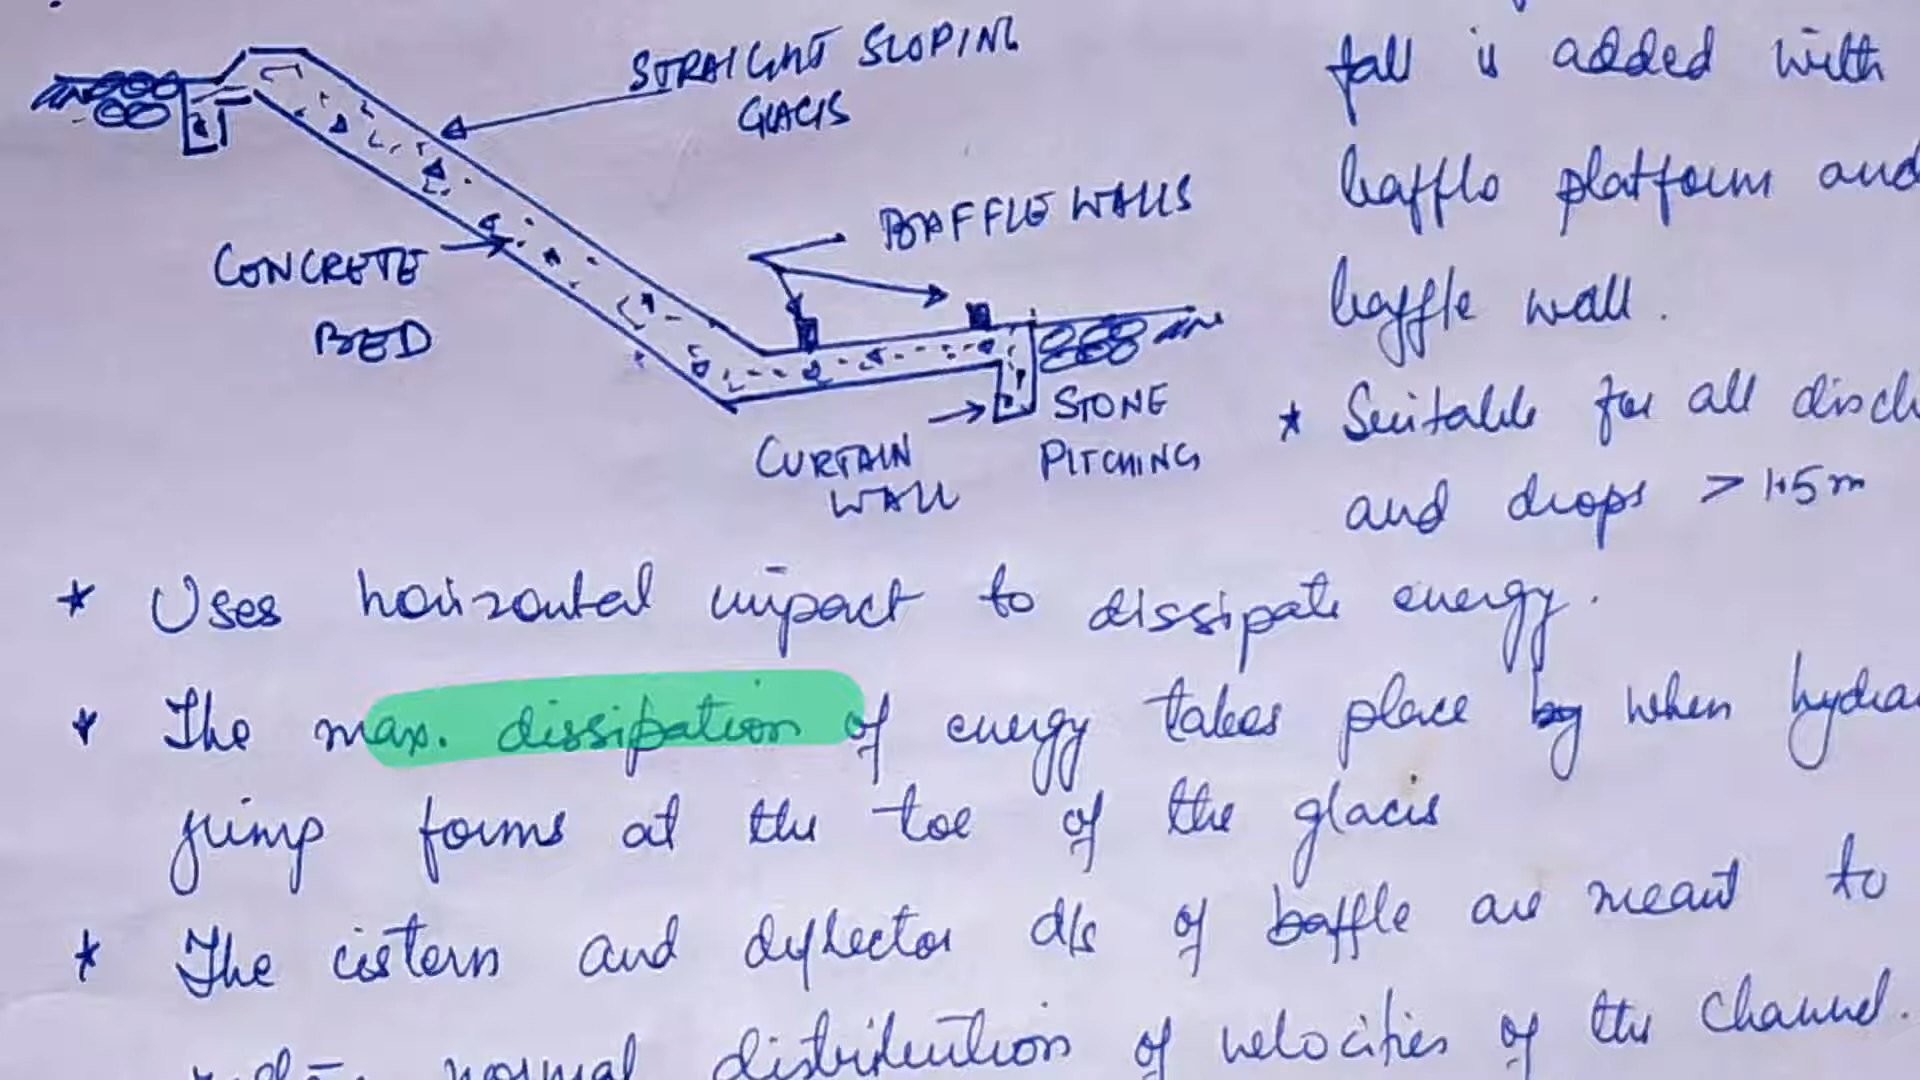 STRAIGHT SLOPING
GLACIS
BAFFLE WALLS
CONCRETE
BED
CURTAIN
WALL
STONE
PITCHING
fall is added with
baffle platform and
baffle wall.
* Suitable for all disch
and drops > 1.5m
* Uses horizontal impact to dissipate energy.
* The max. dissipation of energy takes place by when hydra
jump forms at the toe of the glacis
* The cistern and deflector d/s of baffle are meant to
normal distribution of velocities of the channel.